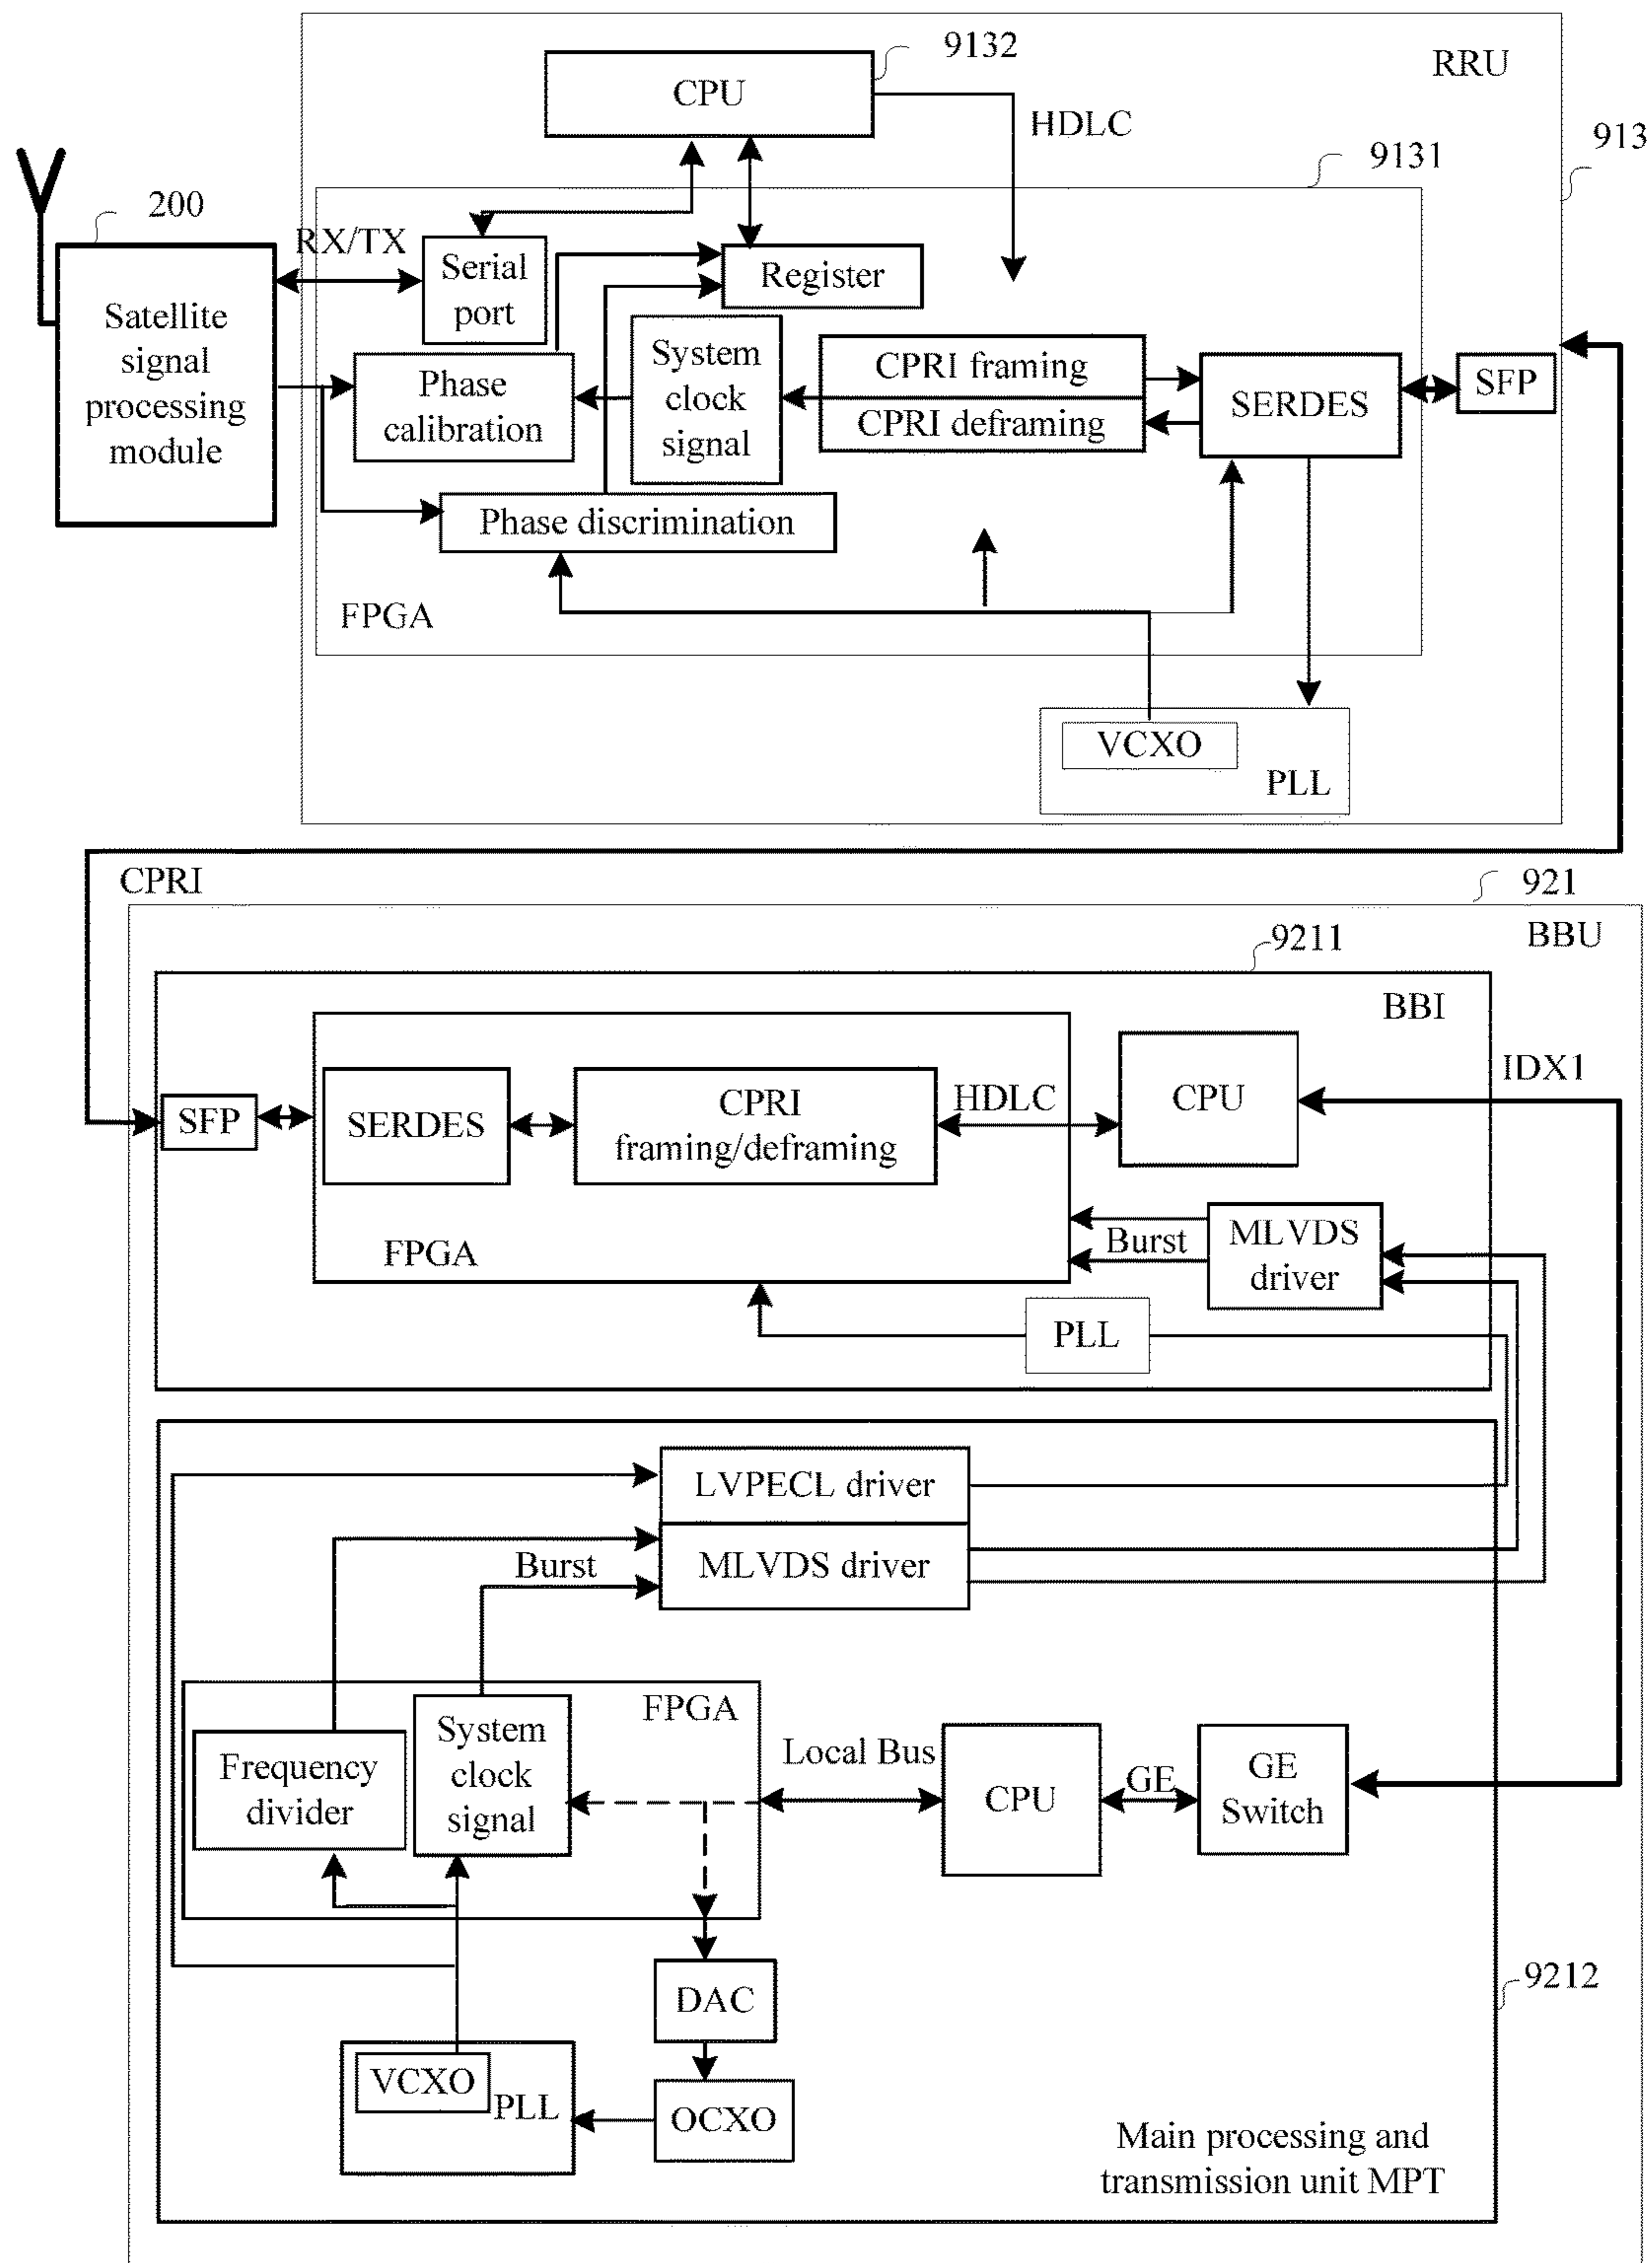 9132
RRU
CPU
HDLC
913
9131
200
RX/TX
Serial
port
Register
Satellite
signal
processing
module
Phase
calibration
System
clock
signal
CPRI framing
CPRI deframing
SERDES
SFP
Phase discrimination
FPGA
VCXO
PLL
CPRI
921
9211
BBU
BBI
IDX1
SFP
SERDES
CPRI
framing/deframing
HDLC
CPU
FPGA
Burst
MLVDS
driver
PLL
LVPECL driver
MLVDS driver
Burst
FPGA
Frequency
divider
System
clock
signal
Local Bus
CPU
GE
GE
Switch
DAC
9212
VCXO
PLL
OCXO
Main processing and
transmission unit MPT